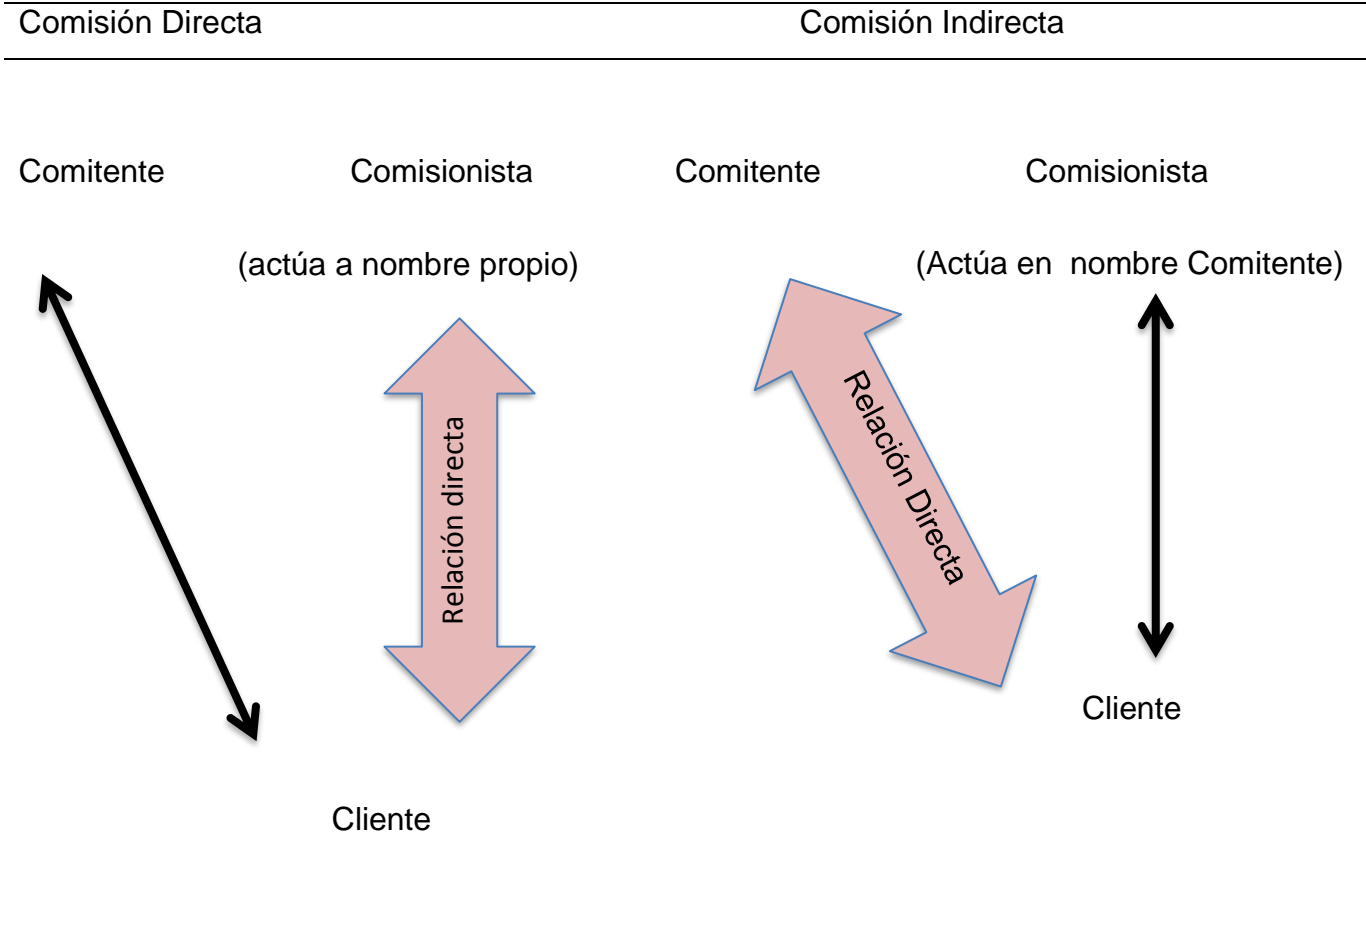 Comisión Directa Comisión Indirecta
Comitente Comisionista Comitente Comisionista
(actúa a nombre propio) (Actúa en  nombre Comitente)
Relación directa
Relación Directa
Cliente
Cliente